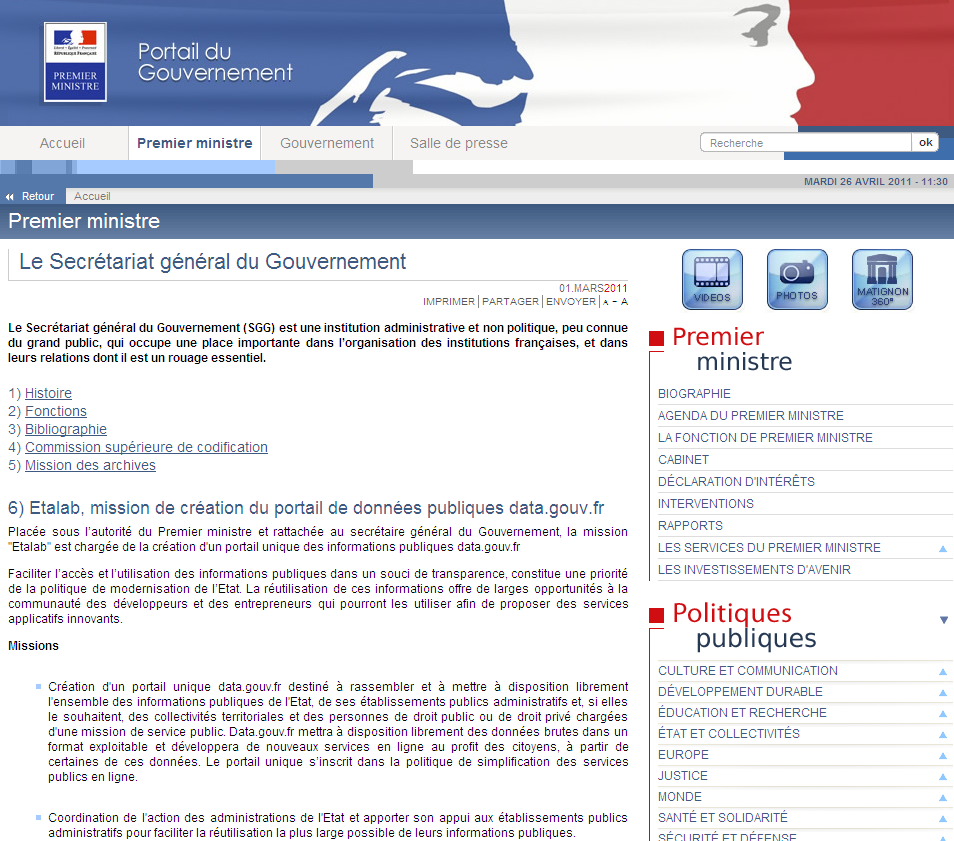 Liberté • Égalité • Fraternité
RÉPUBLIQUE FRANÇAISE
PREMIER
MINISTRE
Portail du
Gouvernement
Accueil
Premier ministre
Gouvernement
Salle de presse
Recherche
ok
MARDI 26 AVRIL 2011 - 11:30
Retour
Accueil
Premier ministre
Le Secrétariat général du Gouvernement
01.MARS2011
IMPRIMER | PARTAGER | ENVOYER | A - A
Le Secrétariat général du Gouvernement (SGG) est une institution administrative et non politique, peu connue
du grand public, qui occupe une place importante dans l'organisation des institutions françaises, et dans
leurs relations dont il est un rouage essentiel.
1) Histoire
2) Fonctions
3) Bibliographie
4) Commission supérieure de codification
5) Mission des archives
6) Etalab, mission de création du portail de données publiques data.gouv.fr
Placée sous l'autorité du Premier ministre et rattachée au secrétaire général du Gouvernement, la mission
"Etalab" est chargée de la création d'un portail unique des informations publiques data.gouv.fr
Faciliter l'accès et l'utilisation des informations publiques dans un souci de transparence, constitue une priorité
de la politique de modernisation de l'Etat. La réutilisation de ces informations offre de larges opportunités à la
communauté des développeurs et des entrepreneurs qui pourront les utiliser afin de proposer des services
applicatifs innovants.
Missions
Création d'un portail unique data.gouv.fr destiné à rassembler et à mettre à disposition librement
l'ensemble des informations publiques de l'Etat, de ses établissements publics administratifs et, si elles
le souhaitent, des collectivités territoriales et des personnes de droit public ou de droit privé chargées
d'une mission de service public. Data.gouv.fr mettra à disposition librement des données brutes dans un
format exploitable et développera de nouveaux services en ligne au profit des citoyens, à partir de
certaines de ces données. Le portail unique s'inscrit dans la politique de simplification des services
publics en ligne.
Coordination de l'action des administrations de l'Etat et apporter son appui aux établissements publics
administratifs pour faciliter la réutilisation la plus large possible de leurs informations publiques.
VIDEOS
PHOTOS
MATIGNON
360°
Premier
ministre
BIOGRAPHIE
AGENDA DU PREMIER MINISTRE
LA FONCTION DE PREMIER MINISTRE
CABINET
DÉCLARATION D'INTÉRÊTS
INTERVENTIONS
RAPPORTS
LES SERVICES DU PREMIER MINISTRE
LES INVESTISSEMENTS D'AVENIR
Politiques
publiques
CULTURE ET COMMUNICATION
DÉVELOPPEMENT DURABLE
ÉDUCATION ET RECHERCHE
ÉTAT ET COLLECTIVITÉS
EUROPE
JUSTICE
MONDE
SANTÉ ET SOLIDARITÉ
SÉCURITÉ ET DÉFENSE